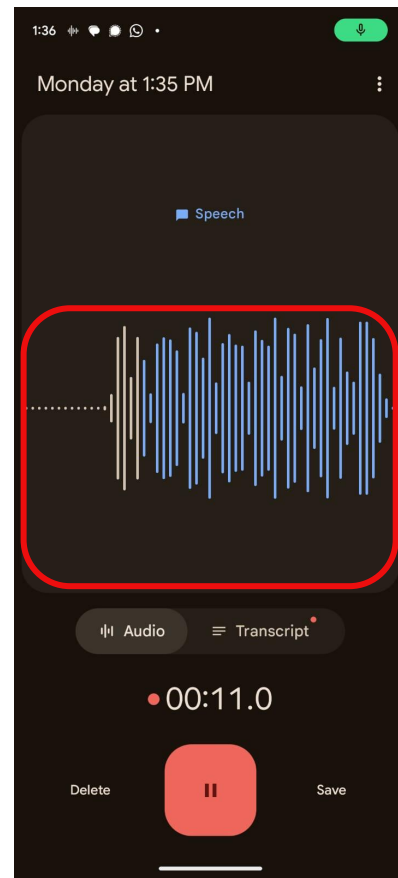 1:36
Monday at 1:35 PM
Speech
Audio Transcript
00:11.0
Delete Save